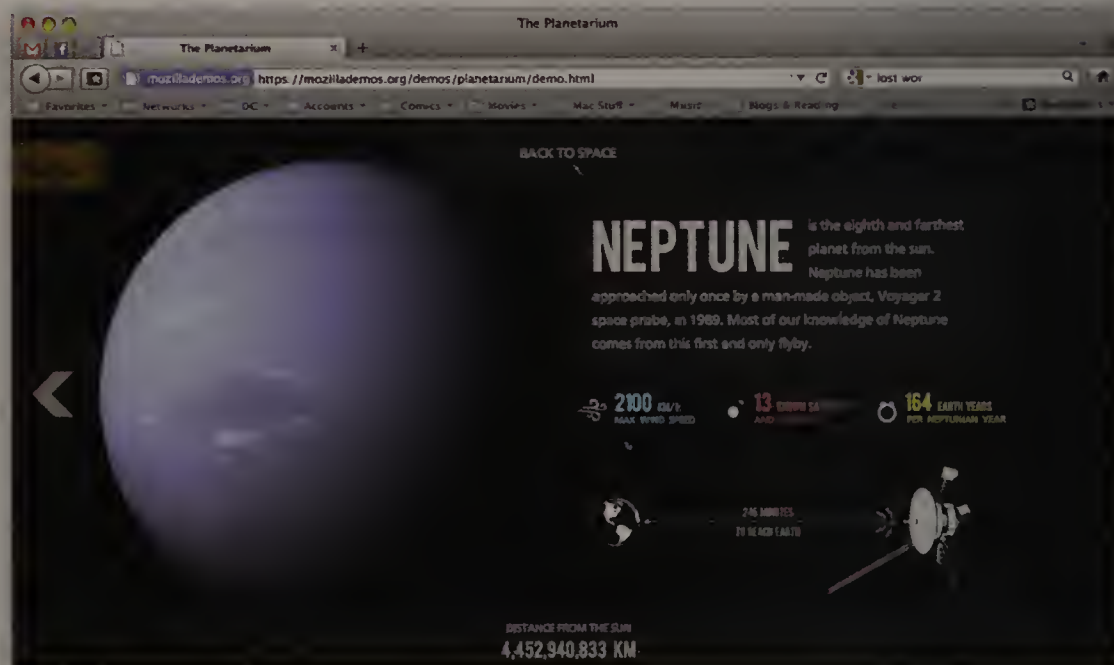 The Planetarium
The Planetarium × +
mozillademos.org https://mozillademos.org/demos/planetarium/demo.html lost wor
Favorites Networks DC Accounts Comics Movies Mac Stuff Music Blogs & Reading
BACK TO SPACE
NEPTUNE is the eighth and farthest
planet from the sun.
Neptune has been
approached only once by a man-made object, Voyager 2
space probe, in 1989. Most of our knowledge of Neptune
comes from this first and only flyby.
2100 KM/H 13 KNOWN 164 EARTH YEARS
MAX WIND SPEED AND PER NEPTUNIAN YEAR
246 MINUTES
TO REACH EARTH
DISTANCE FROM THE SUN
4,452,940,833 KM